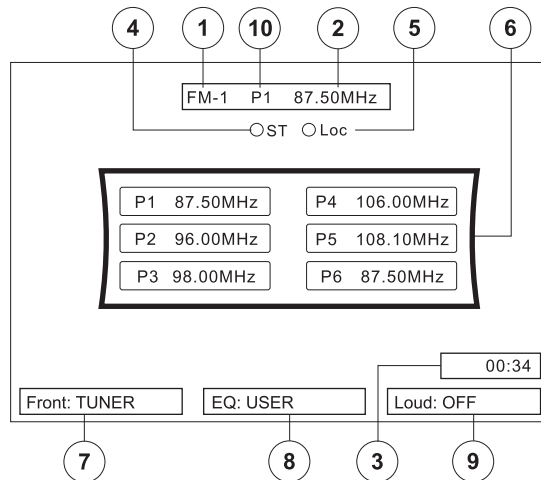 4 1 10 2 5 6
FM-1 P1 87.50MHz
ST Loc
P1 87.50MHz P4 106.00MHz
P2 96.00MHz P5 108.10MHz
P3 98.00MHz P6 87.50MHz
00:34
Front: TUNER EQ: USER Loud: OFF
7 8 3 9